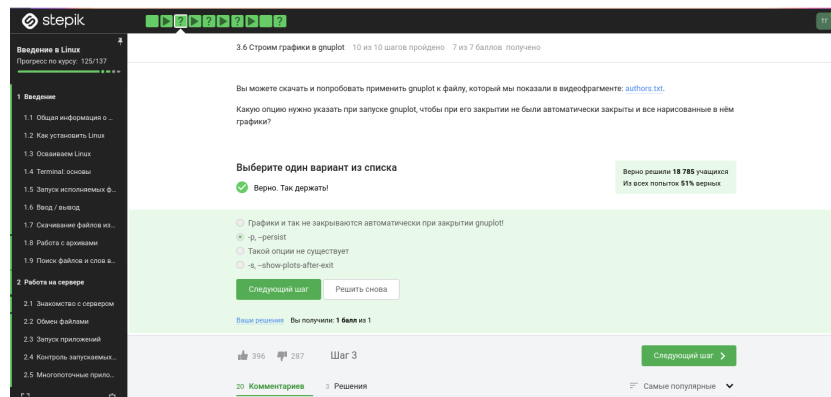 stepik
Введение в Linux
Прогресс по курсу: 125/137
1 Введение
1.1 Общая информация о ...
1.2 Как установить Linux
1.3 Осваиваем Linux
1.4 Terminal: основы
1.5 Запуск исполняемых ф...
1.6 Ввод / вывод
1.7 Скачивание файлов из...
1.8 Работа с архивами
1.9 Поиск файлов и слов в...
2 Работа на сервере
2.1 Знакомство с сервером
2.2 Обмен файлами
2.3 Запуск приложений
2.4 Контроль запускаемых...
2.5 Многопоточные прило...
3.6 Строим графики в gnuplot 10 из 10 шагов пройдено 7 из 7 баллов получено
Вы можете скачать и попробовать применить gnuplot к файлу, который мы показали в видеофрагменте: authors.txt.
Какую опцию нужно указать при запуске gnuplot, чтобы при его закрытии не были автоматически закрыты и все нарисованные в нём
графики?
Выберите один вариант из списка
Верно. Так держать!
Верно решили 18 785 учащихся
Из всех попыток 51% верных
Графики и так не закрываются автоматически при закрытии gnuplot!
-p, --persist
Такой опции не существует
-s, --show-plots-after-exit
Следующий шаг Решить снова
Ваши решения Вы получили: 1 балл из 1
396 287 Шаг 3 Следующий шаг
20 Комментариев 3 Решения Самые популярные